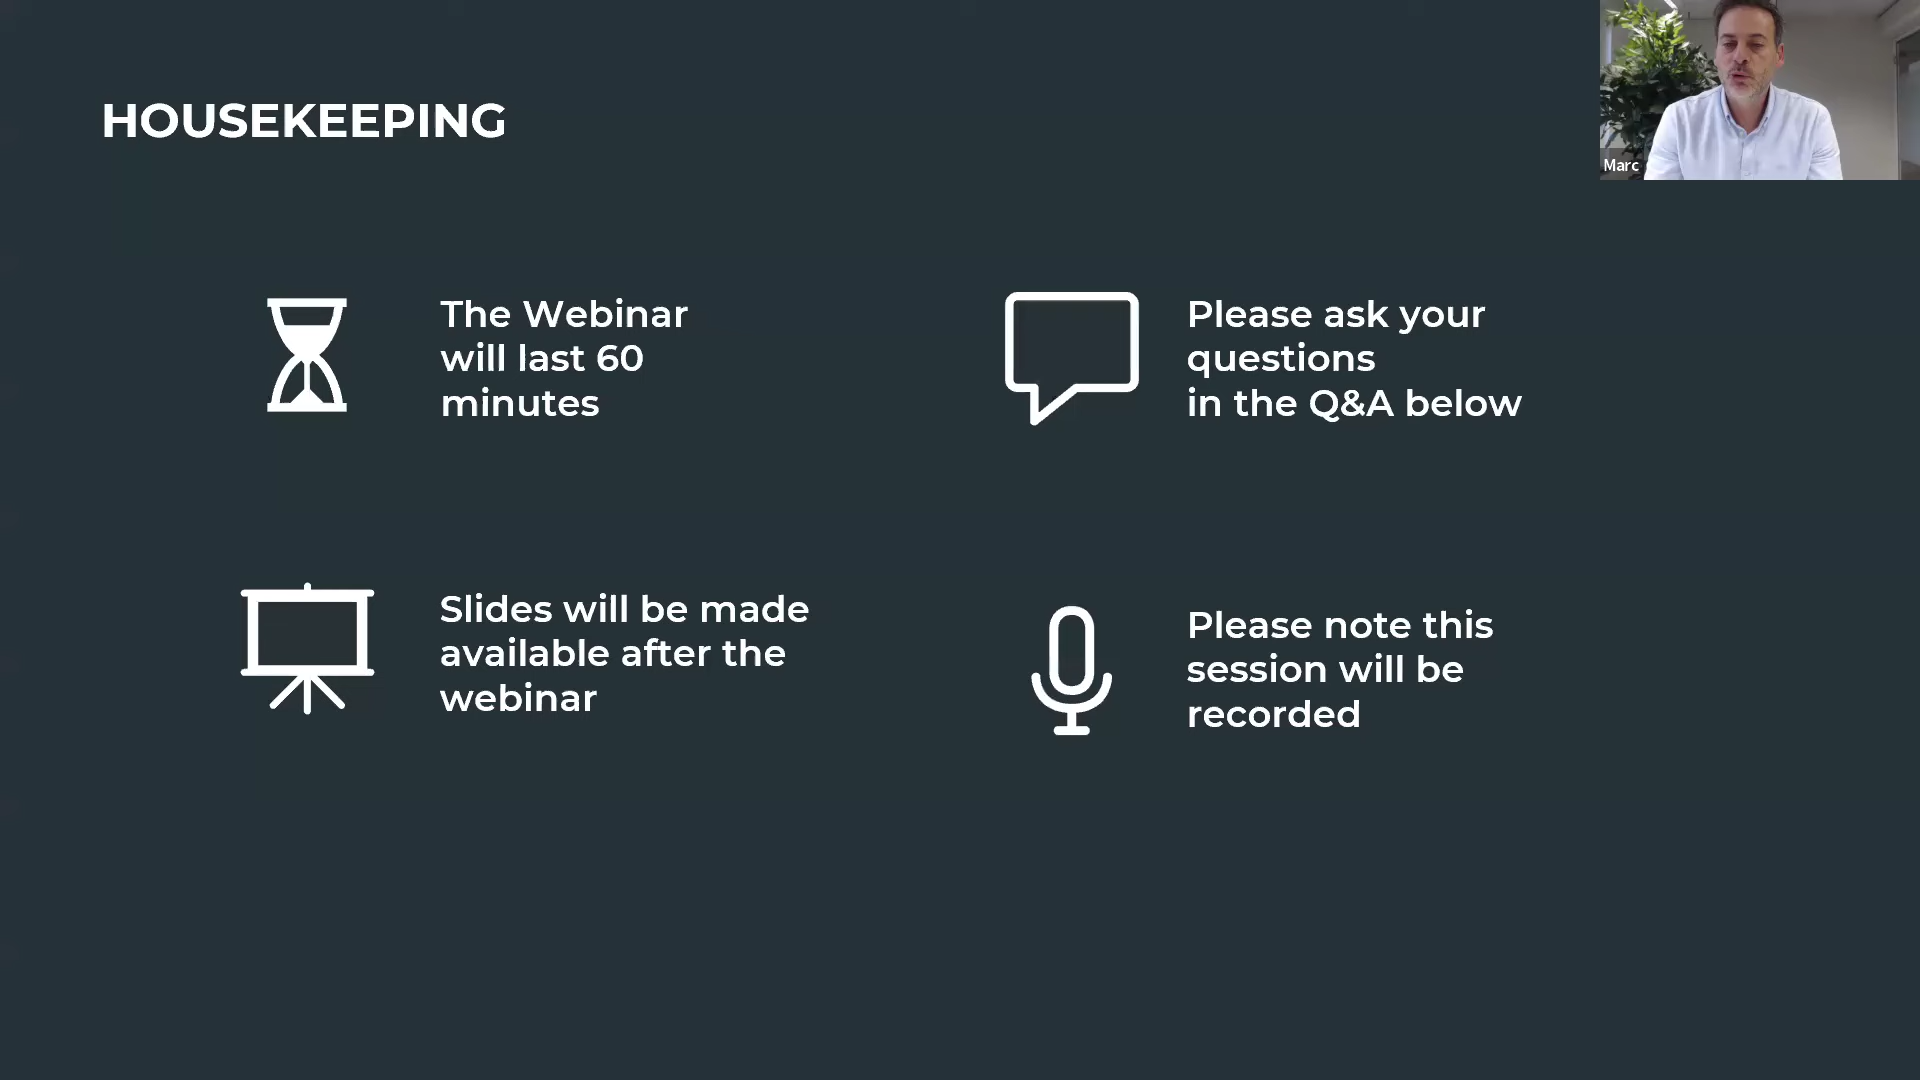 HOUSEKEEPING
Marc
The Webinar
will last 60
minutes
Please ask your
questions
in the Q&A below
Slides will be made
available after the
webinar
Please note this
session will be
recorded